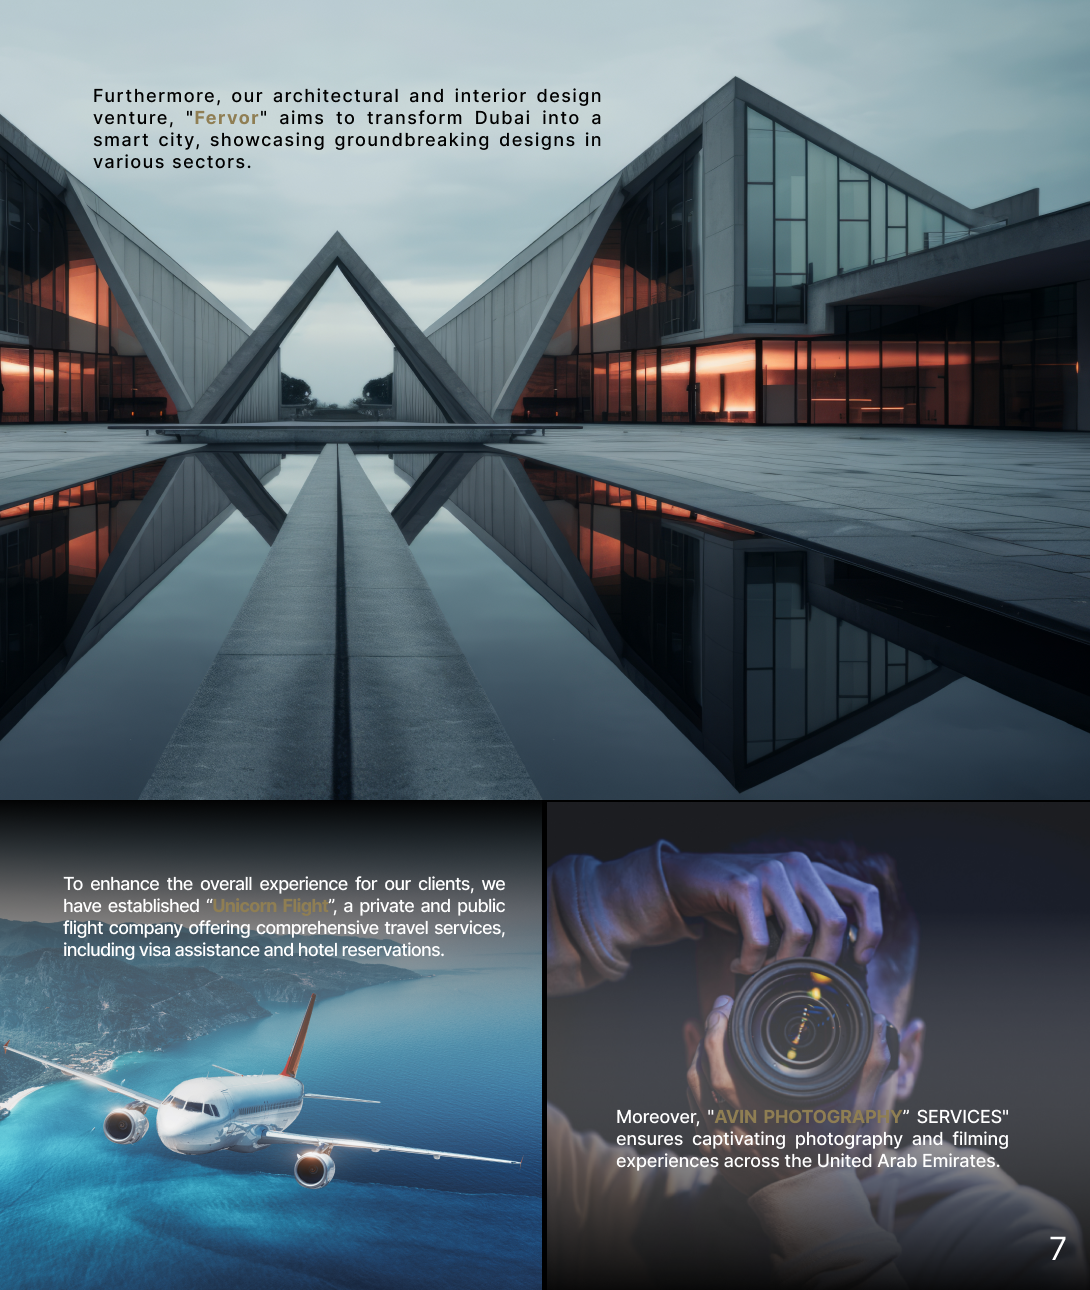 Furthermore, our architectural and interior design
venture, "Fervor" aims to transform Dubai into a
smart city, showcasing groundbreaking designs in
various sectors.
To enhance the overall experience for our clients, we
have established “Unicorn Flight”, a private and public
flight company offering comprehensive travel services,
including visa assistance and hotel reservations.
Moreover, "AVIN PHOTOGRAPHY” SERVICES"
ensures captivating photography and filming
experiences across the United Arab Emirates.
7